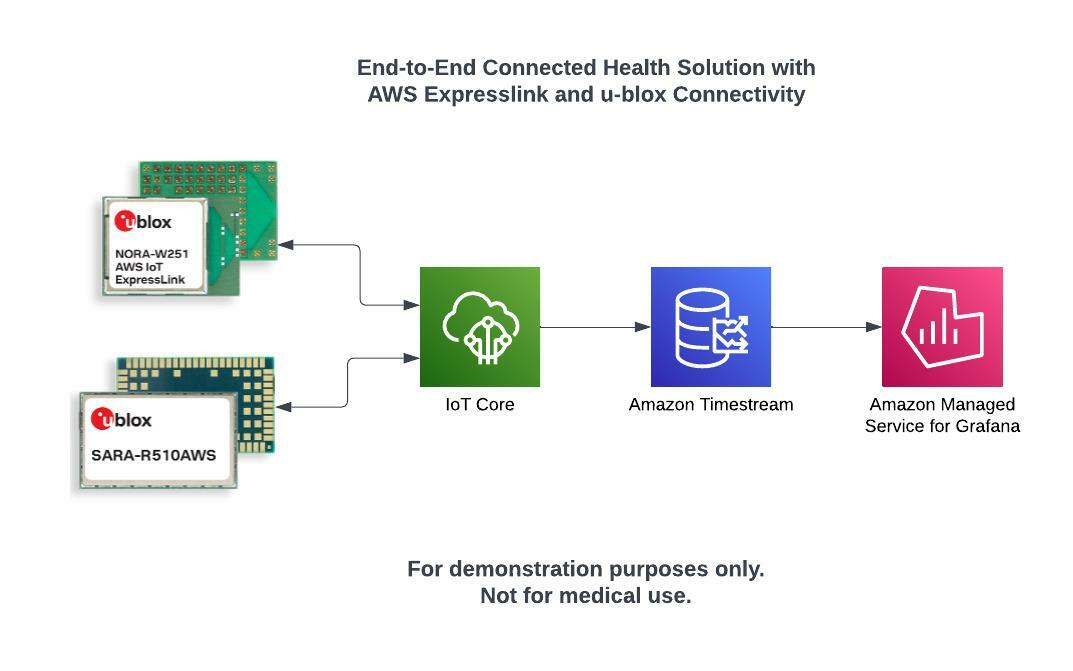 End-to-End Connected Health Solution with
AWS Expresslink and u-blox Connectivity
ublox
NORA-W251
AWS IoT
ExpressLink
ublox
SARA-R510AWS
IoT Core
Amazon Timestream
Amazon Managed
Service for Grafana
For demonstration purposes only.
Not for medical use.